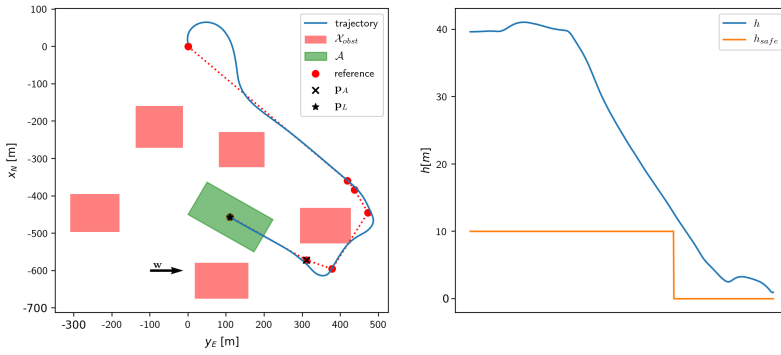 100
0
-100
-200
-300
-400
-500
-600
-700
x_N [m]
-300
-200
-100
0
100
200
300
400
500
y_E [m]
trajectory
𝒳_obst
𝒜
reference
p_A
p_L
w
40
30
20
10
0
h[m]
h
h_safe